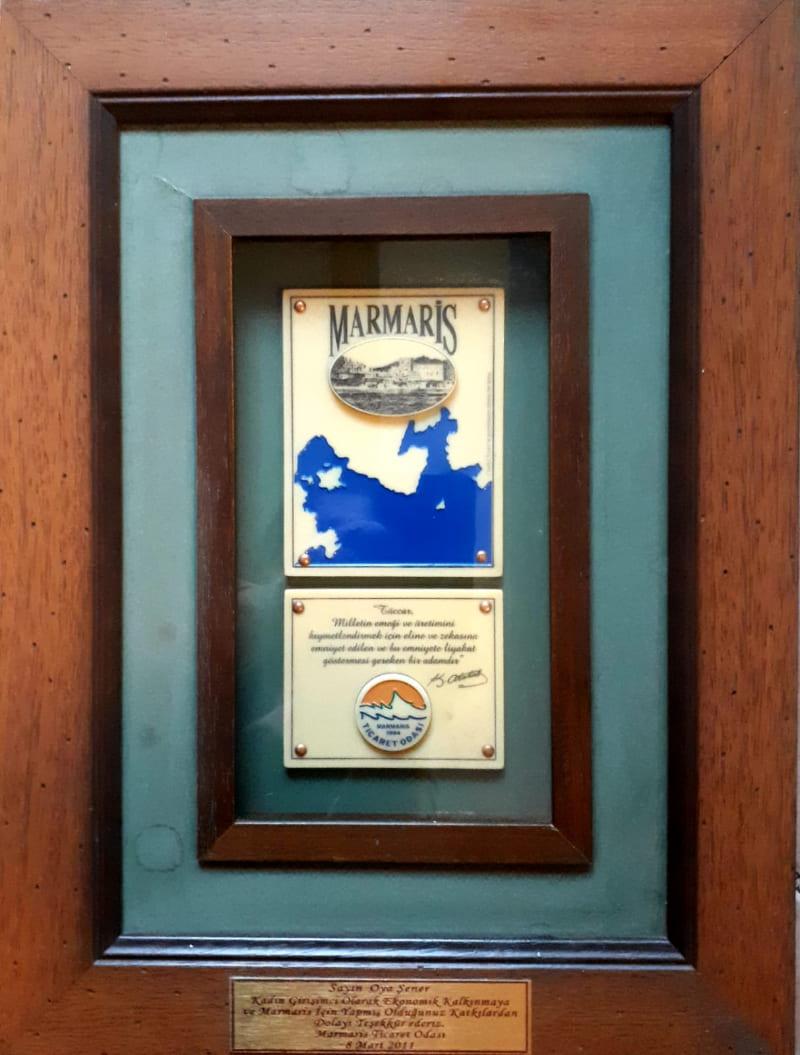 MARMARİS
"Tüccar,
Milletin emeği ve üretimini
kıymetlendirmek için eline ve zekasına
emniyet edilen ve bu emniyete liyakat
göstermesi gereken bir adamdır"
K. Atatürk
MARMARİS
1984
TİCARET ODASI
Sayın Oya Şener
Kadın Girişimci Olarak Ekonomik Kalkınmaya
ve Marmaris İçin Yapmış Olduğunuz Katkılardan
Dolayı Teşekkür ederiz.
Marmaris Ticaret Odası
8 Mart 2011